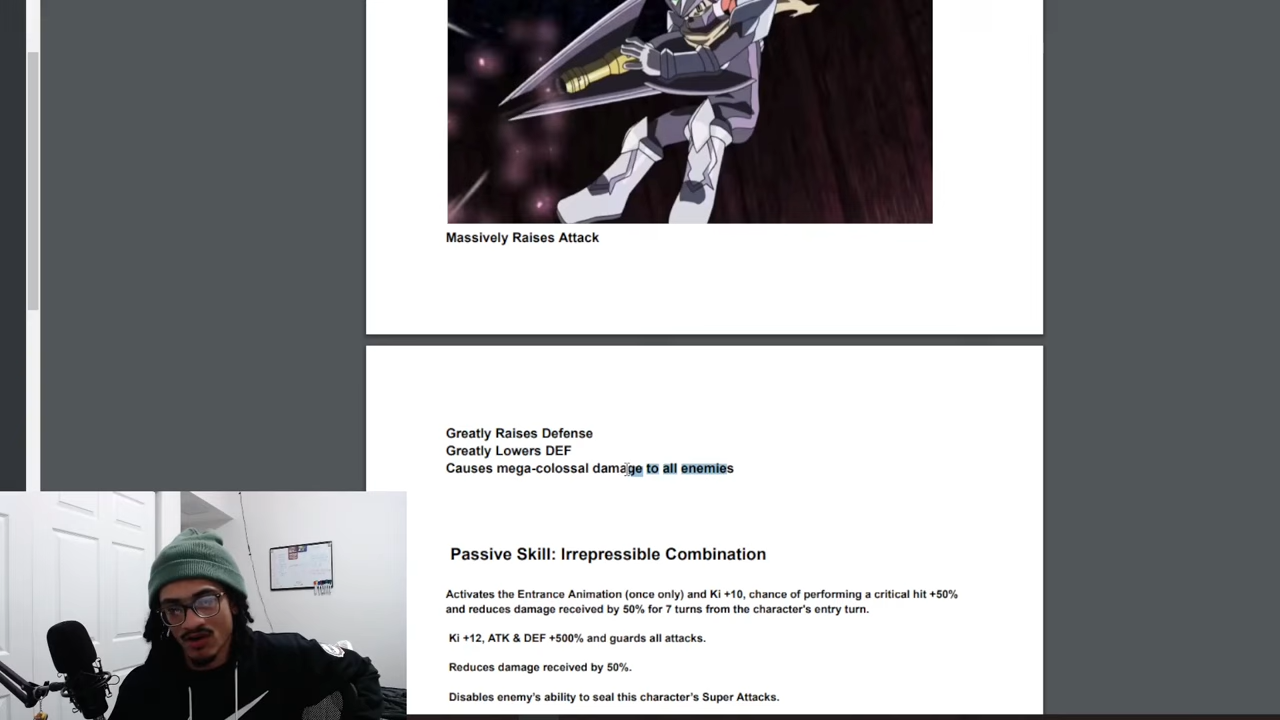 Massively Raises Attack
Greatly Raises Defense
Greatly Lowers DEF
Causes mega-colossal damage to all enemies
Passive Skill: Irrepressible Combination
Activates the Entrance Animation (once only) and Ki +10, chance of performing a critical hit +50%
and reduces damage received by 50% for 7 turns from the character's entry turn.
Ki +12, ATK & DEF +500% and guards all attacks.
Reduces damage received by 50%.
Disables enemy's ability to seal this character's Super Attacks.